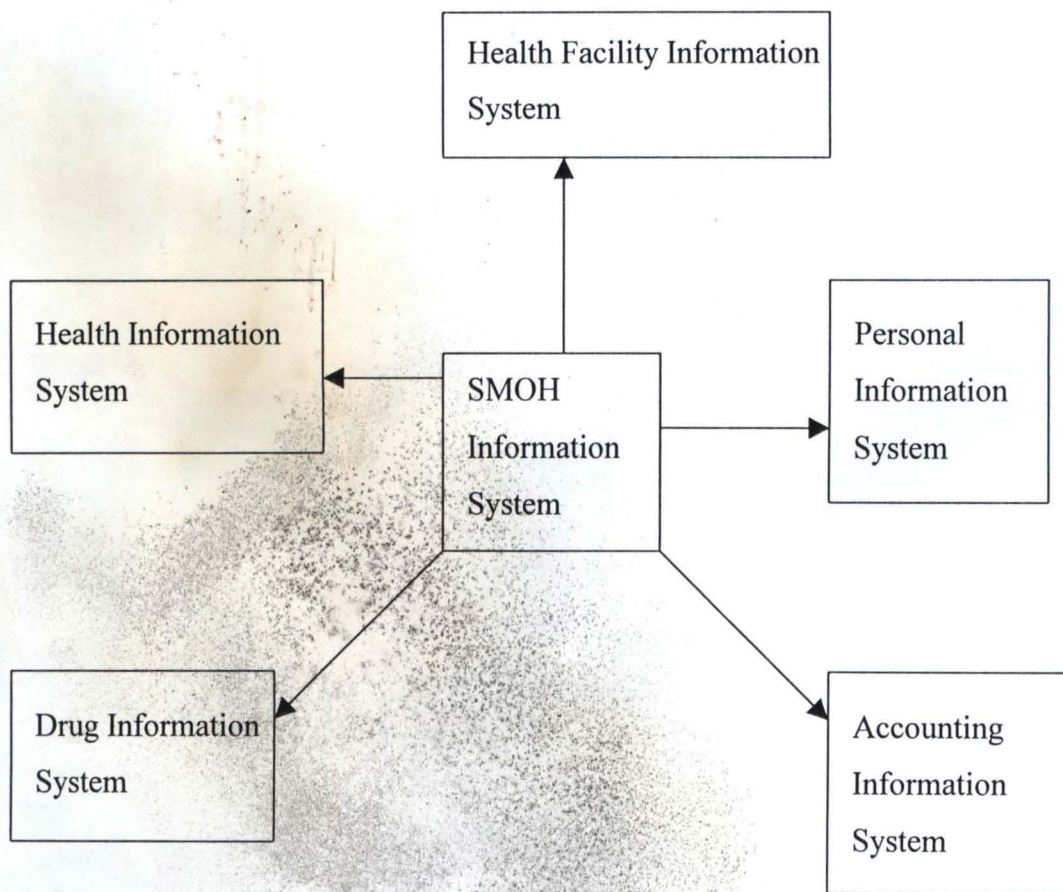 Health Facility Information
System
Health Information
System
SMOH
Information
System
Personal
Information
System
Drug Information
System
Accounting
Information
System